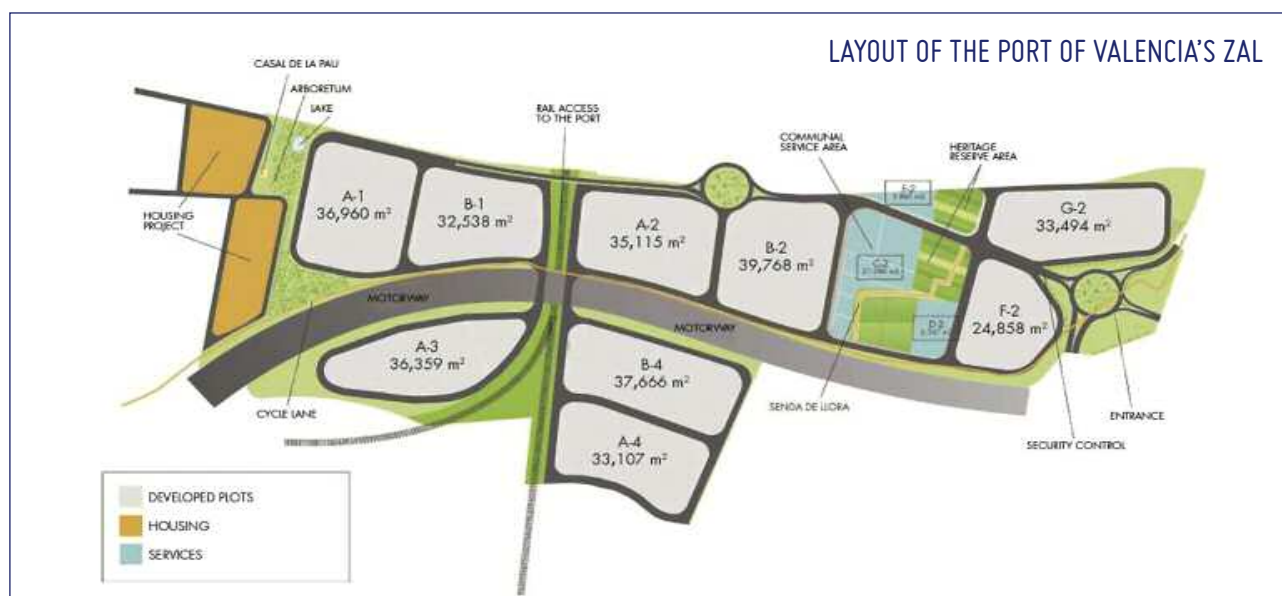 LAYOUT OF THE PORT OF VALENCIA'S ZAL
CASAL DE LA PAU
ARBORETUM
LAKE
RAIL ACCESS
TO THE PORT
COMMUNAL
SERVICE AREA
HERITAGE
RESERVE AREA
HOUSING
PROJECT
A-1
36,960 m²
B-1
32,538 m²
A-2
35,115 m²
B-2
39,768 m²
E-2
C-2
D-2
G-2
33,494 m²
F-2
24,858 m²
MOTORWAY
MOTORWAY
A-3
36,359 m²
B-4
37,666 m²
A-4
33,107 m²
CYCLE LANE
SENDA DE LLORA
ENTRANCE
SECURITY CONTROL
DEVELOPED PLOTS
HOUSING
SERVICES